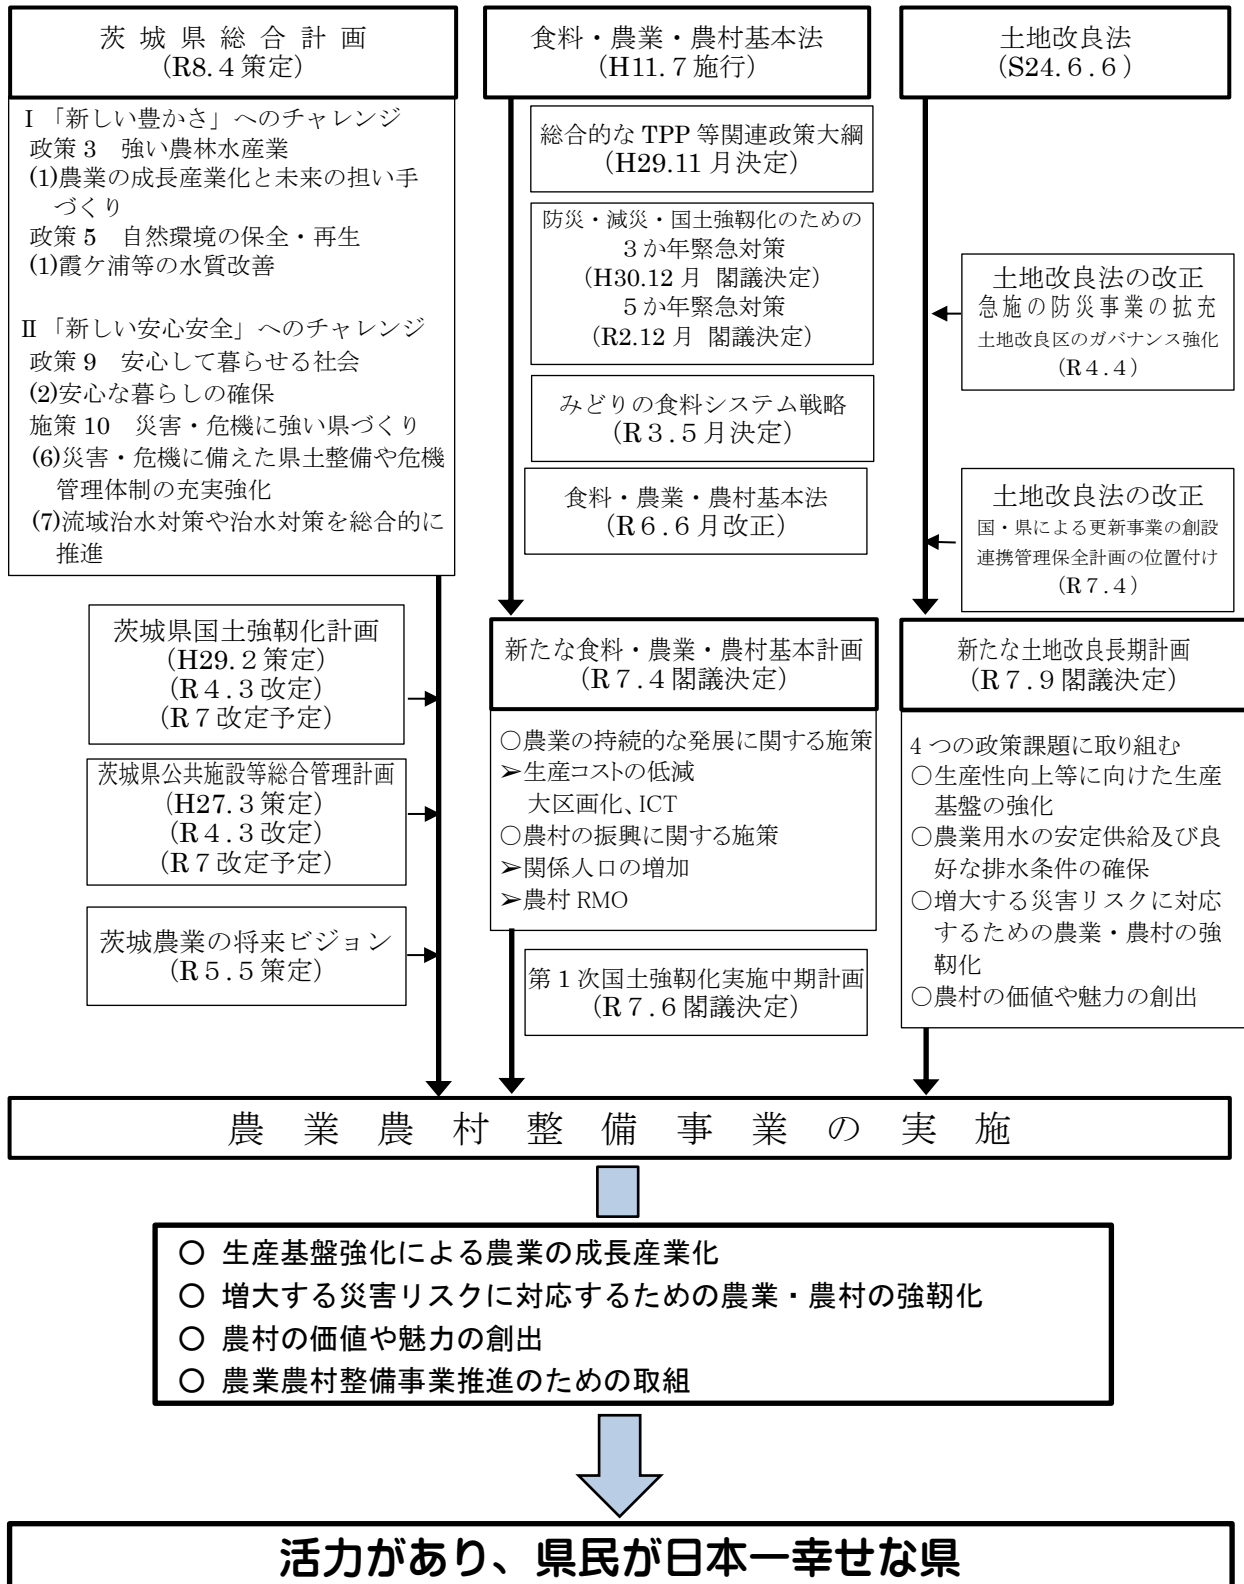 茨城県総合計画
(R8.4策定)
Ⅰ「新しい豊かさ」へのチャレンジ
政策3　強い農林水産業
(1)農業の成長産業化と未来の担い手
づくり
政策5　自然環境の保全・再生
(1)霞ケ浦等の水質改善
Ⅱ「新しい安心安全」へのチャレンジ
政策9　安心して暮らせる社会
(2)安心な暮らしの確保
施策10　災害・危機に強い県づくり
(6)災害・危機に備えた県土整備や危機
管理体制の充実強化
(7)流域治水対策や治水対策を総合的に
推進
茨城県国土強靭化計画
(H29.2策定)
(R4.3改定)
(R7改定予定)
茨城県公共施設等総合管理計画
(H27.3策定)
(R4.3改定)
(R7改定予定)
茨城農業の将来ビジョン
(R5.5策定)
食料・農業・農村基本法
(H11.7施行)
総合的なTPP等関連政策大綱
(H29.11月決定)
防災・減災・国土強靱化のための
3か年緊急対策
(H30.12月 閣議決定)
5か年緊急対策
(R2.12月 閣議決定)
みどりの食料システム戦略
(R3.5月決定)
食料・農業・農村基本法
(R6.6月改正)
新たな食料・農業・農村基本計画
(R7.4閣議決定)
○農業の持続的な発展に関する施策
➢生産コストの低減
大区画化、ICT
○農村の振興に関する施策
➢関係人口の増加
➢農村RMO
第1次国土強靭化実施中期計画
(R7.6閣議決定)
土地改良法
(S24.6.6)
土地改良法の改正
急施の防災事業の拡充
土地改良区のガバナンス強化
(R4.4)
土地改良法の改正
国・県による更新事業の創設
連携管理保全計画の位置付け
(R7.4)
新たな土地改良長期計画
(R7.9閣議決定)
4つの政策課題に取り組む
○生産性向上等に向けた生産
基盤の強化
○農業用水の安定供給及び良
好な排水条件の確保
○増大する災害リスクに対応
するための農業・農村の強
靭化
○農村の価値や魅力の創出
農業農村整備事業の実施
○ 生産基盤強化による農業の成長産業化
○ 増大する災害リスクに対応するための農業・農村の強靭化
○ 農村の価値や魅力の創出
○ 農業農村整備事業推進のための取組
活力があり、県民が日本一幸せな県